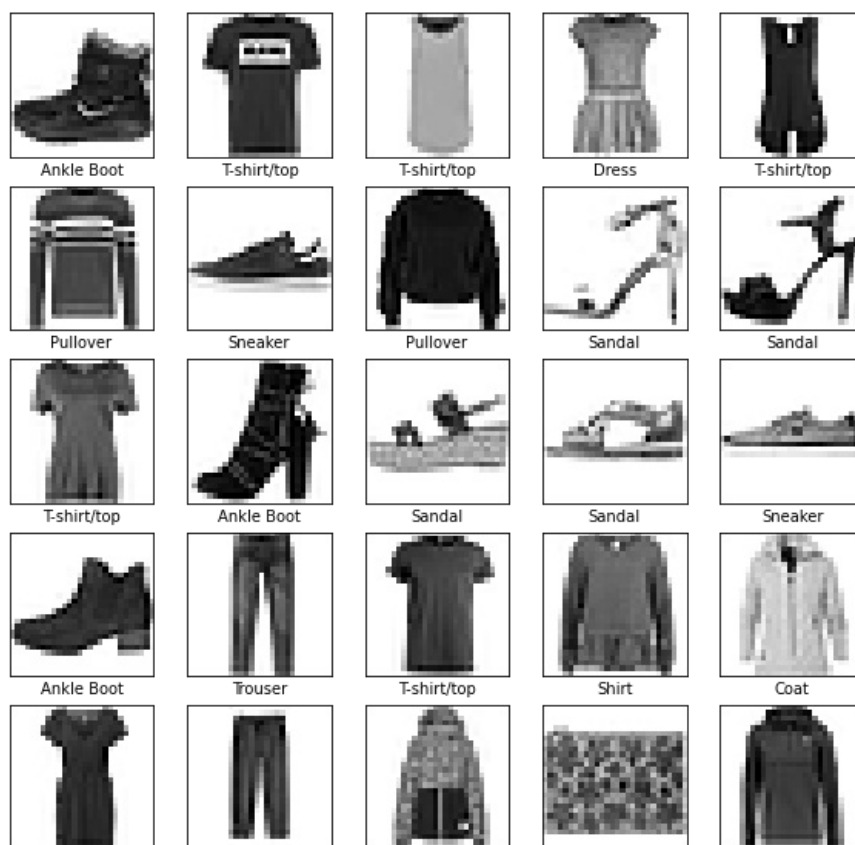 Ankle Boot T-shirt/top T-shirt/top Dress T-shirt/top
Pullover Sneaker Pullover Sandal Sandal
T-shirt/top Ankle Boot Sandal Sandal Sneaker
Ankle Boot Trouser T-shirt/top Shirt Coat